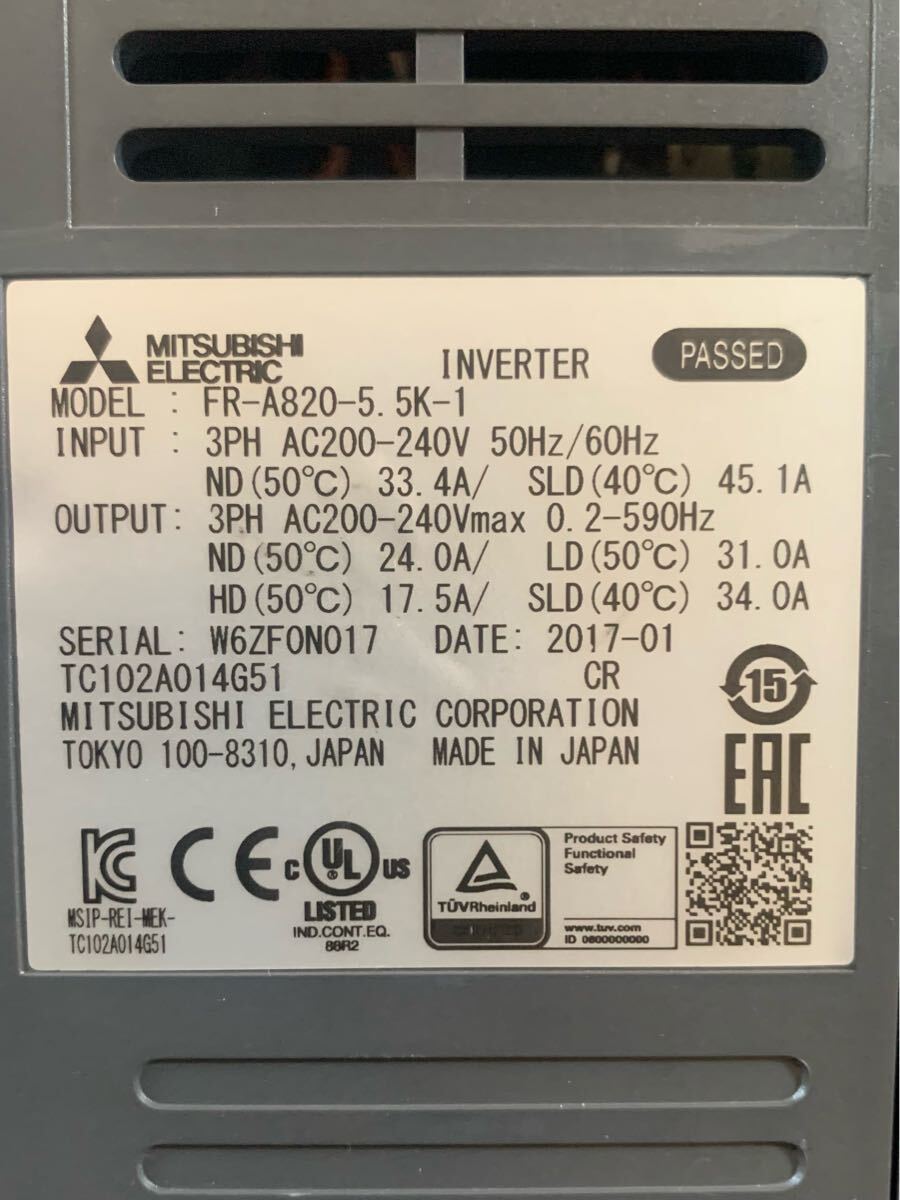 MITSUBISHI
ELECTRIC
INVERTER
PASSED
MODEL : FR-A820-5.5K-1
INPUT : 3PH AC200-240V 50Hz/60Hz
ND(50℃) 33.4A/ SLD(40℃) 45.1A
OUTPUT: 3PH AC200-240Vmax 0.2-590Hz
ND(50℃) 24.0A/ LD(50℃) 31.0A
HD(50℃) 17.5A/ SLD(40℃) 34.0A
SERIAL: W6ZF0N017 DATE: 2017-01
TC102A014G51 CR
MITSUBISHI ELECTRIC CORPORATION
TOKYO 100-8310, JAPAN MADE IN JAPAN
15
EAC
KC
MSIP-REI-MEK-
TC102A014G51
CE
c UL ® US
LISTED
IND.CONT.EQ.
88R2
TÜVRheinland®
Product Safety
Functional
Safety
www.tuv.com
ID 0600000000